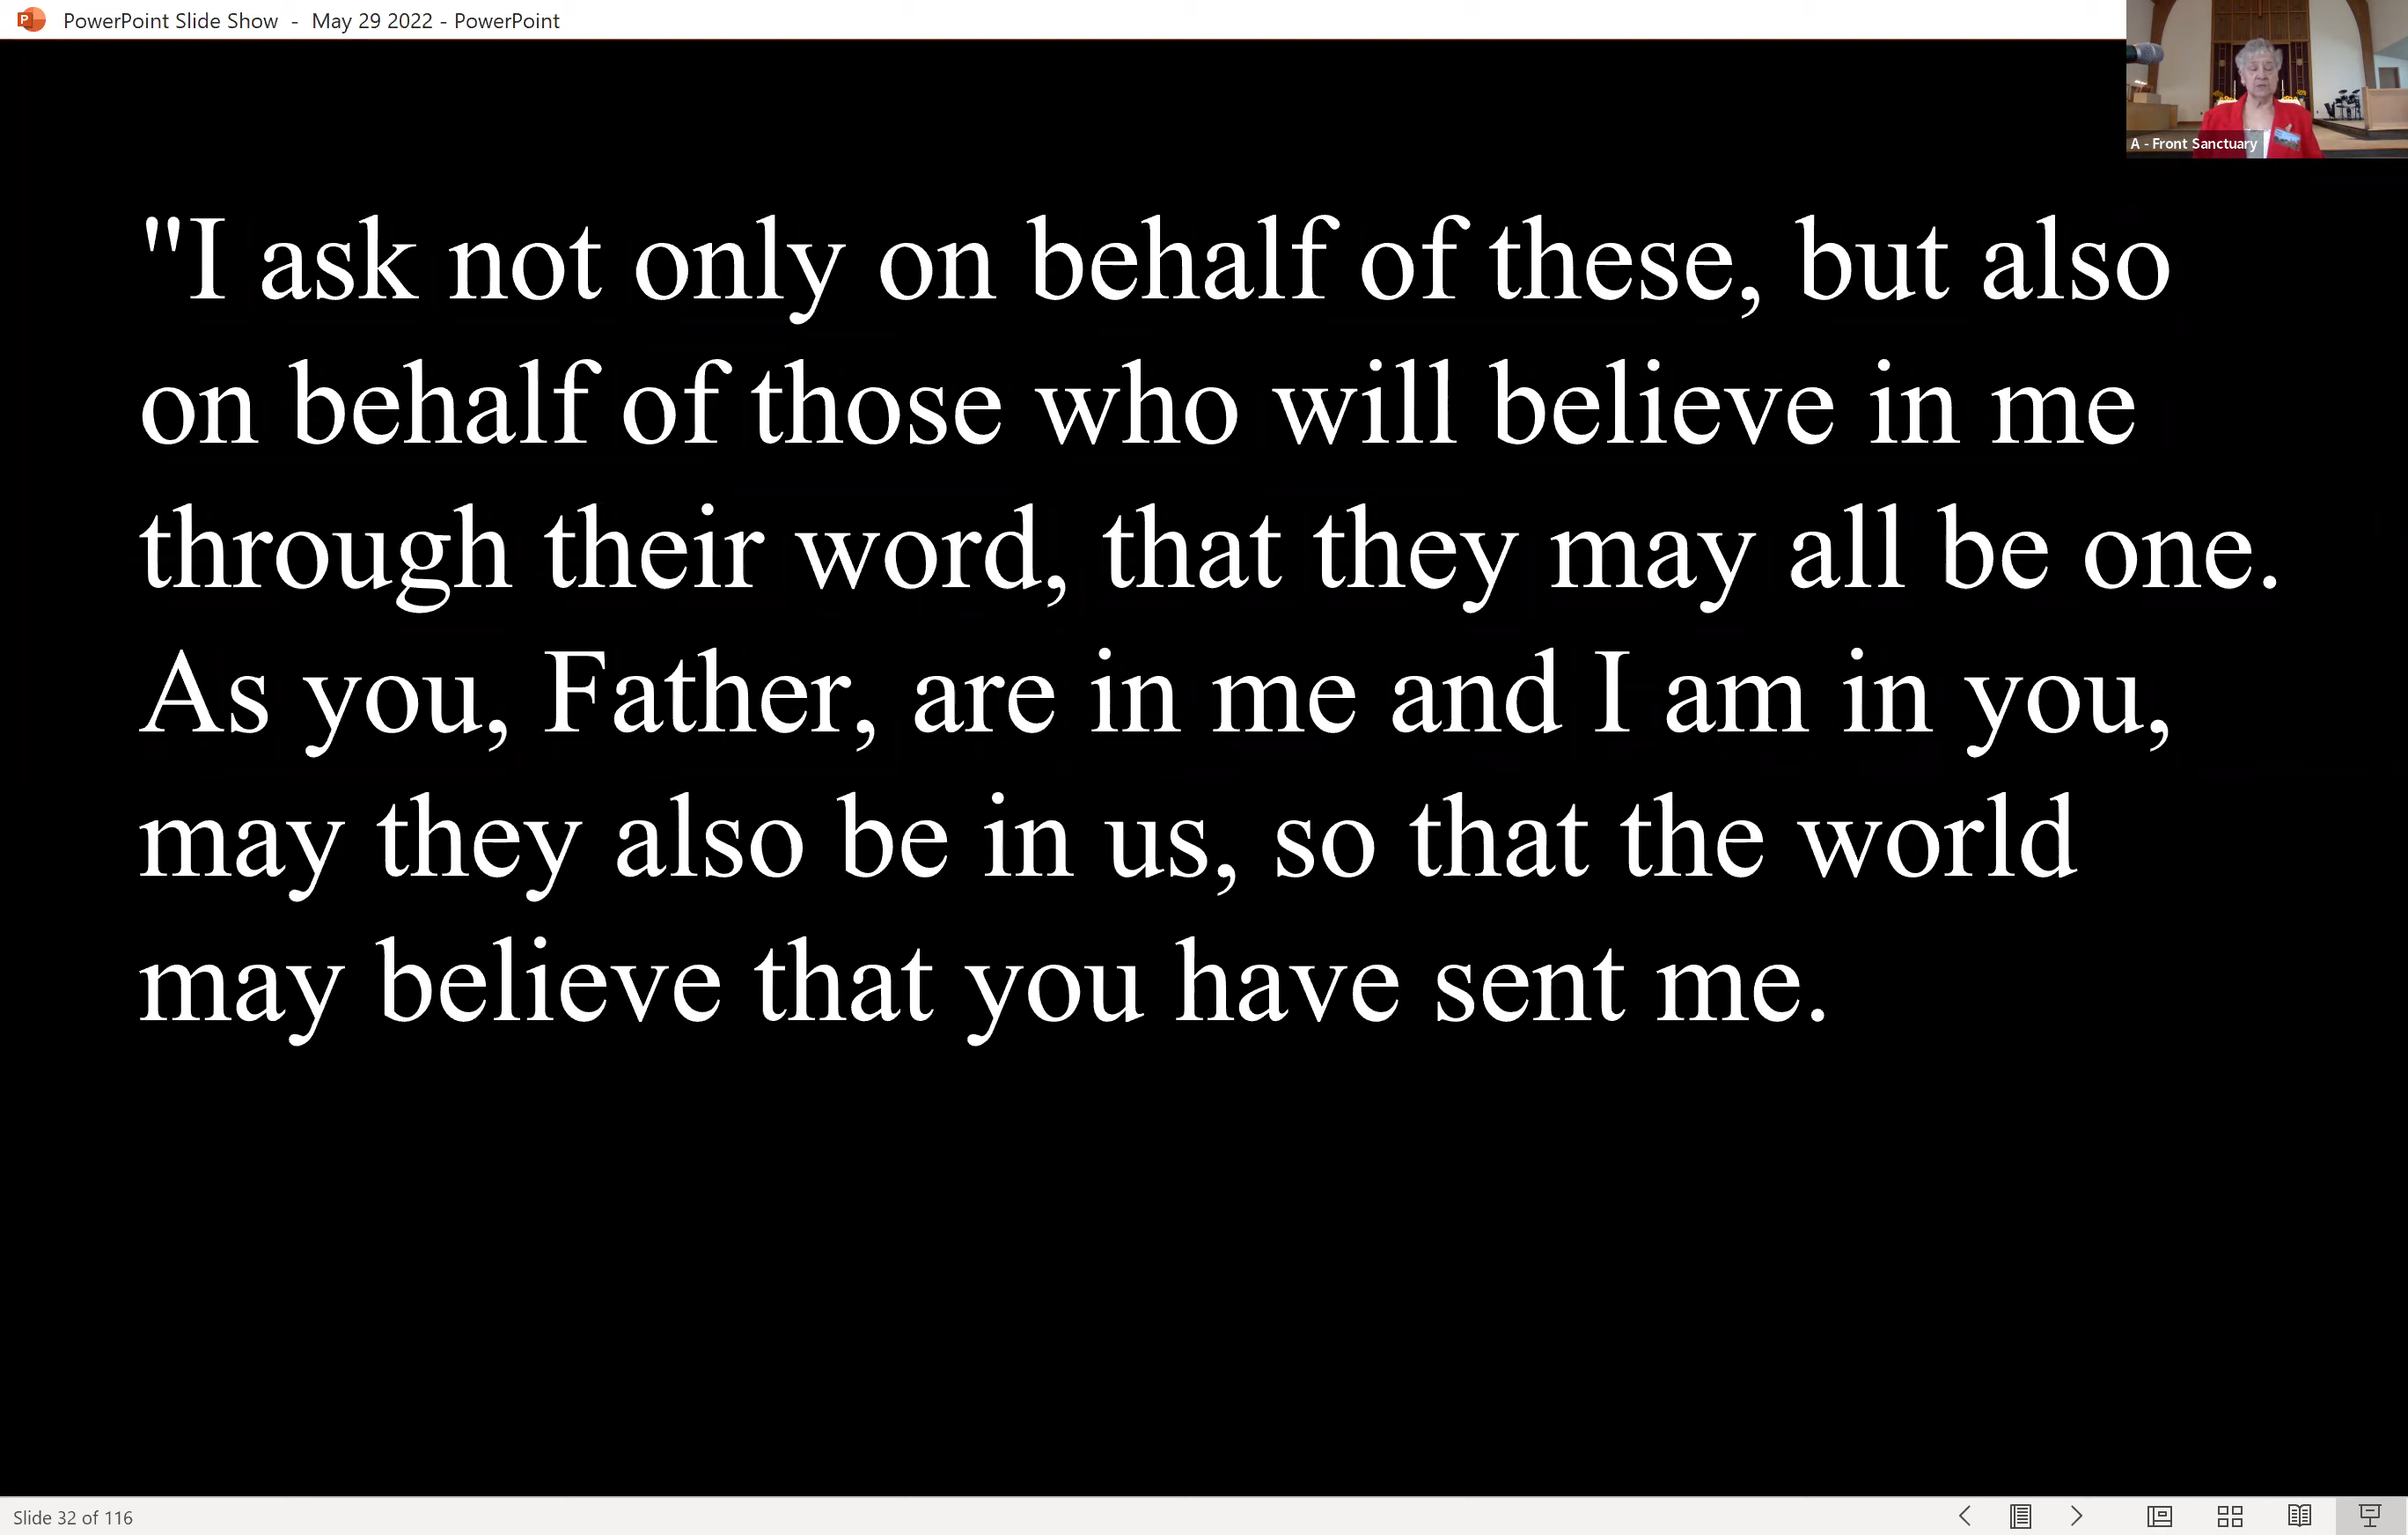 PowerPoint Slide Show - May 29 2022 - PowerPoint
A - Front Sanctuary
"I ask not only on behalf of these, but also
on behalf of those who will believe in me
through their word, that they may all be one.
As you, Father, are in me and I am in you,
may they also be in us, so that the world
may believe that you have sent me.
Slide 32 of 116